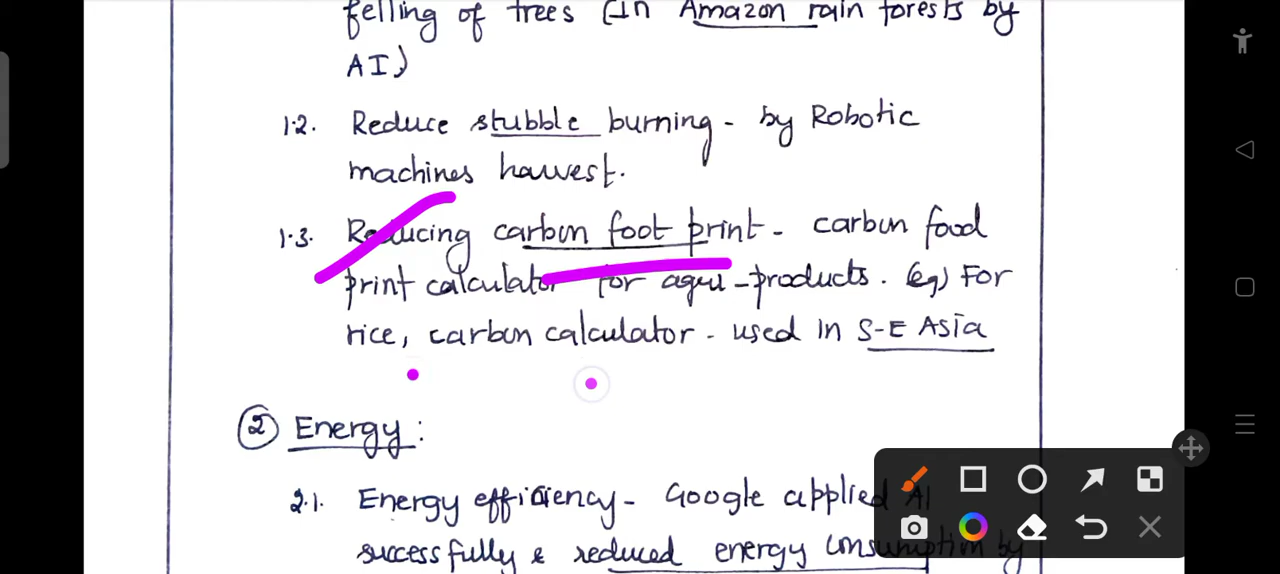 felling of trees (In Amazon rain forests by
AI)
1.2. Reduce stubble burning - by Robotic
machines harvest.
1.3. Reducing carbon foot print - carbon food
print calculator for agri-products. (eg) For
rice, carbon calculator - used in S-E Asia
② Energy:
2.1. Energy efficiency - Google applied AI
successfully & reduced energy consumption by